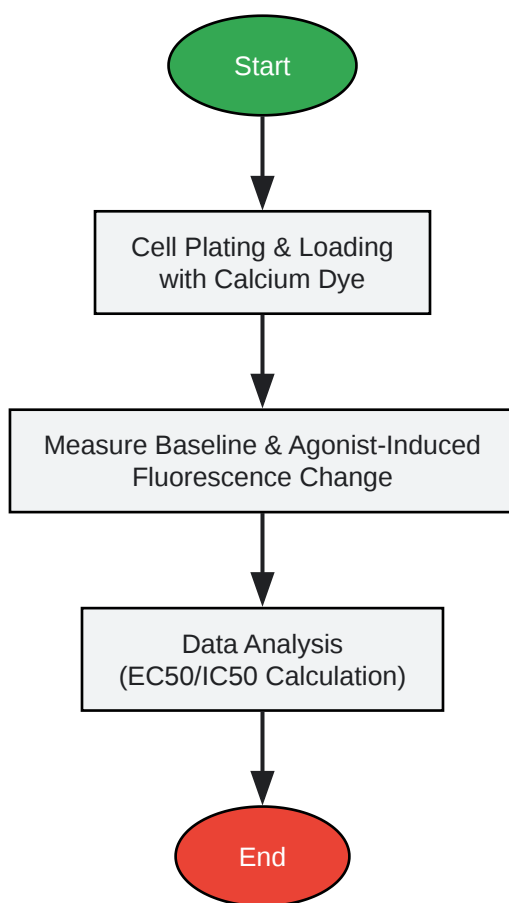 Start
Cell Plating & Loading
with Calcium Dye
Measure Baseline & Agonist-Induced
Fluorescence Change
Data Analysis
(EC50/IC50 Calculation)
End